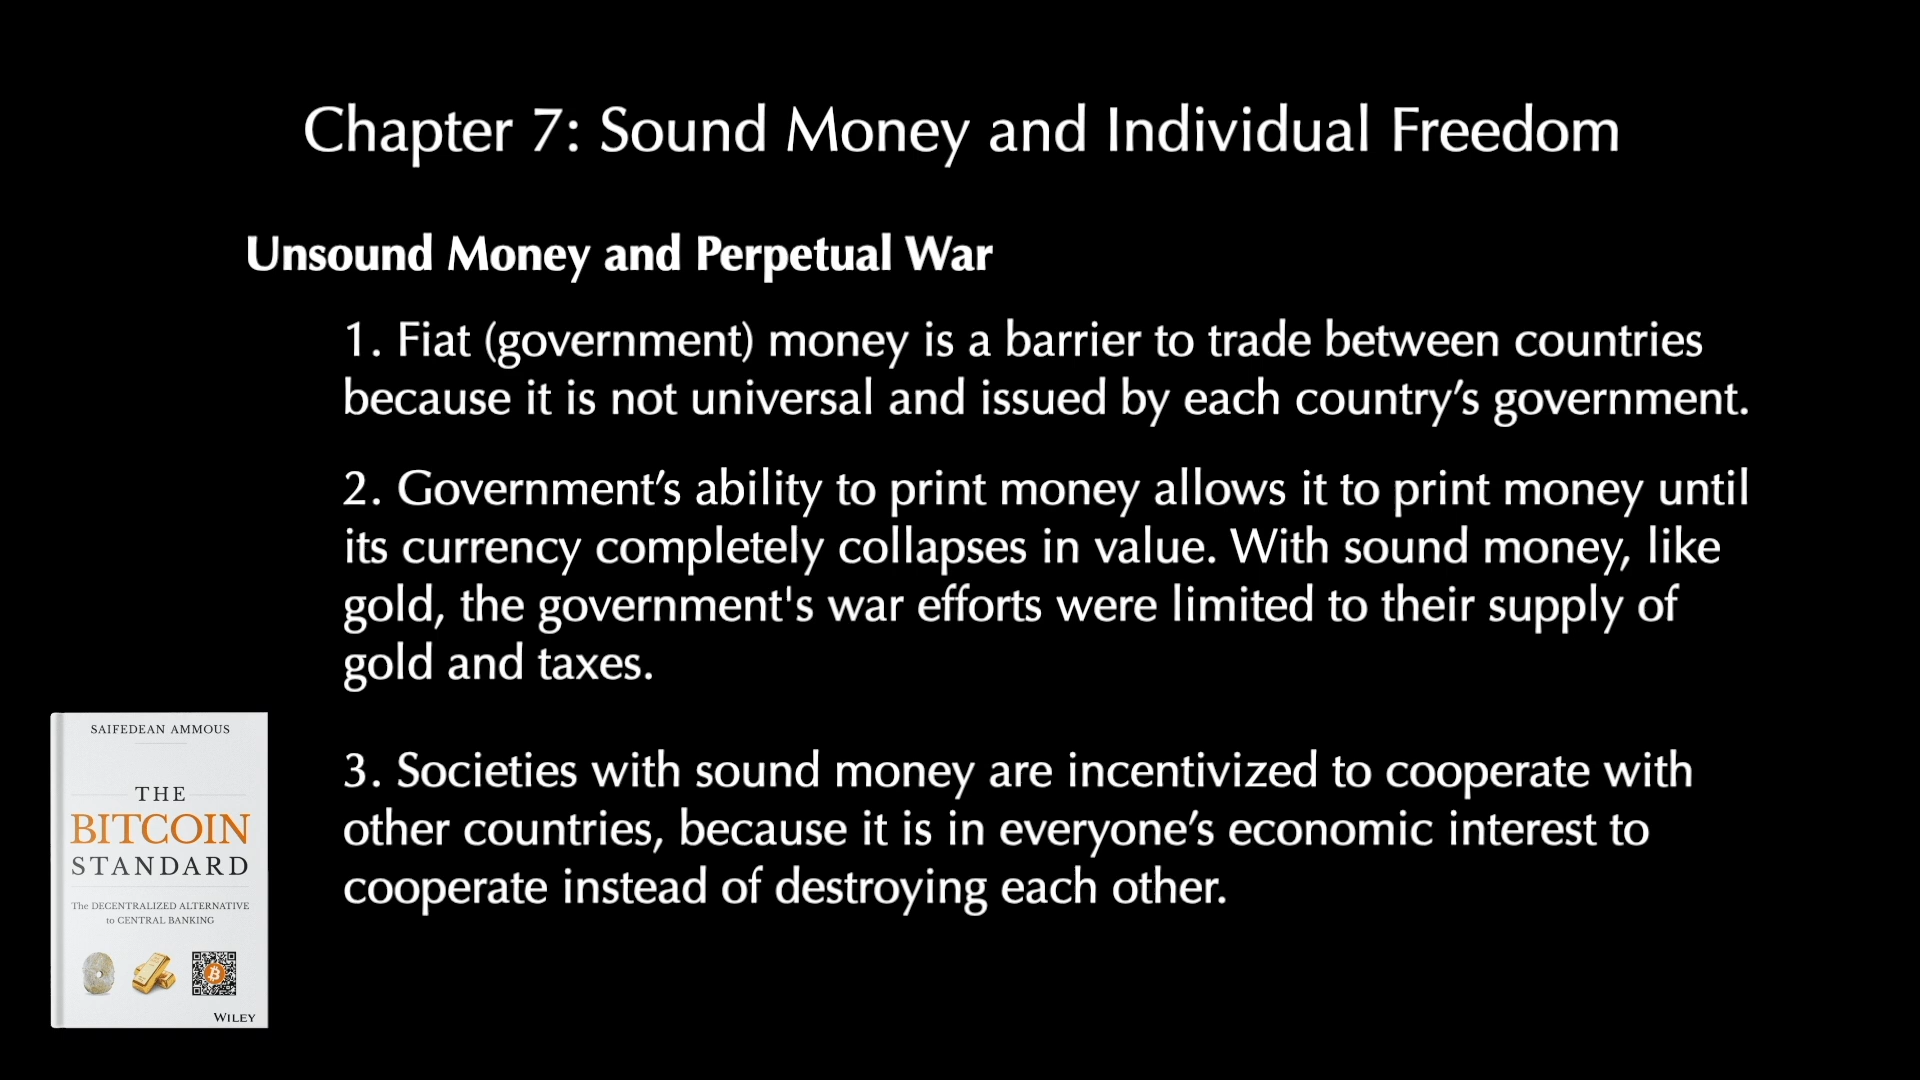 Chapter 7: Sound Money and Individual Freedom
Unsound Money and Perpetual War
1. Fiat (government) money is a barrier to trade between countries
because it is not universal and issued by each country’s government.
2. Government’s ability to print money allows it to print money until
its currency completely collapses in value. With sound money, like
gold, the government's war efforts were limited to their supply of
gold and taxes.
3. Societies with sound money are incentivized to cooperate with
other countries, because it is in everyone’s economic interest to
cooperate instead of destroying each other.
SAIFEDEAN AMMOUS
THE
BITCOIN
STANDARD
The DECENTRALIZED ALTERNATIVE
to CENTRAL BANKING
WILEY